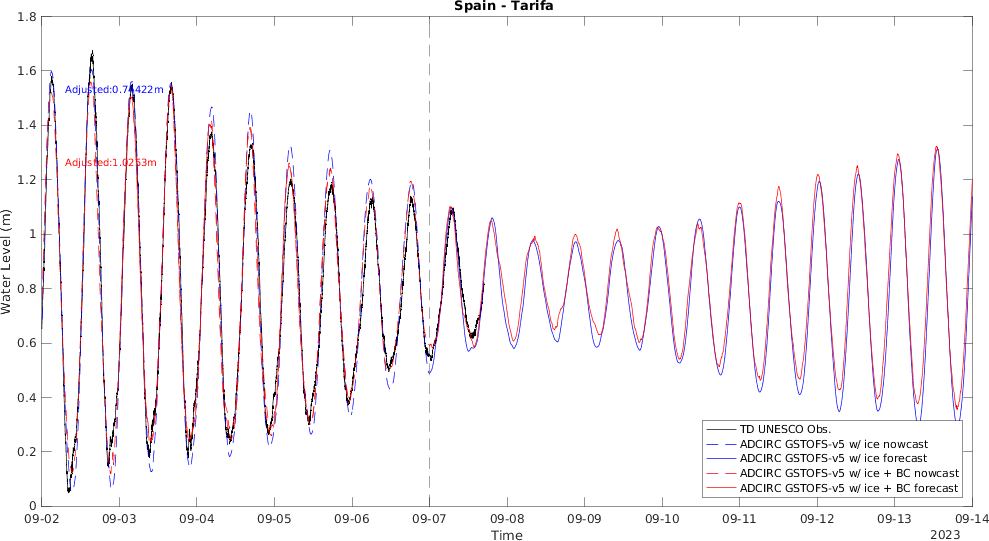 Spain - Tarifa
Water Level (m)
1.8
1.6
1.4
1.2
1
0.8
0.6
0.4
0.2
0
Adjusted:0.74422m
Adjusted:1.0253m
TD UNESCO Obs.
ADCIRC GSTOFS-v5 w/ ice nowcast
ADCIRC GSTOFS-v5 w/ ice forecast
ADCIRC GSTOFS-v5 w/ ice + BC nowcast
ADCIRC GSTOFS-v5 w/ ice + BC forecast
09-02 09-03 09-04 09-05 09-06 09-07 09-08 09-09 09-10 09-11 09-12 09-13 09-14
Time
2023